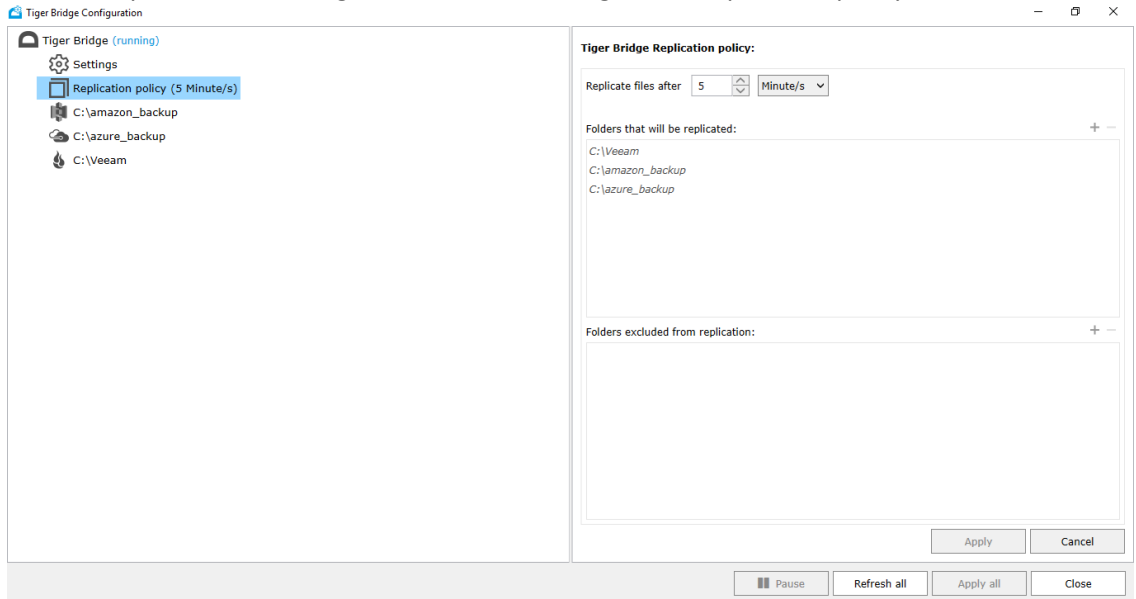 Tiger Bridge Configuration
Tiger Bridge (running)
Settings
Replication policy (5 Minute/s)
C:\amazon_backup
C:\azure_backup
C:\Veeam
Tiger Bridge Replication policy:
Replicate files after 5 Minute/s
Folders that will be replicated:
C:\Veeam
C:\amazon_backup
C:\azure_backup
Folders excluded from replication:
Apply Cancel
Pause Refresh all Apply all Close